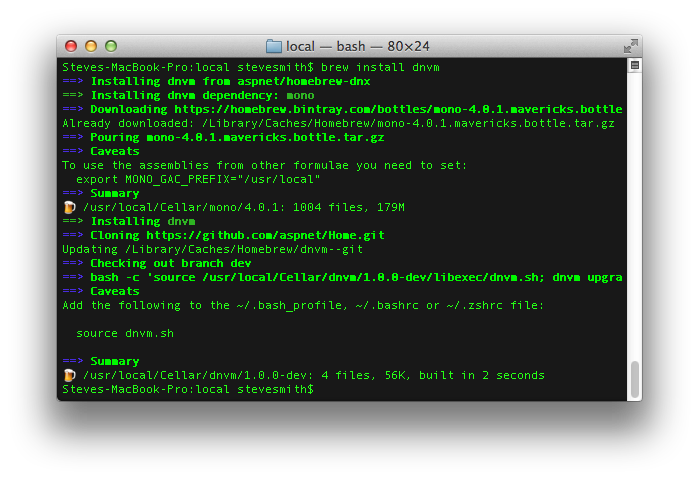 local — bash — 80×24
Steves-MacBook-Pro:local stevesmith$ brew install dnvm
==> Installing dnvm from aspnet/homebrew-dnx
==> Installing dnvm dependency: mono
==> Downloading https://homebrew.bintray.com/bottles/mono-4.0.1.mavericks.bottle
Already downloaded: /Library/Caches/Homebrew/mono-4.0.1.mavericks.bottle.tar.gz
==> Pouring mono-4.0.1.mavericks.bottle.tar.gz
==> Caveats
To use the assemblies from other formulae you need to set:
  export MONO_GAC_PREFIX="/usr/local"
==> Summary
🍺 /usr/local/Cellar/mono/4.0.1: 1004 files, 179M
==> Installing dnvm
==> Cloning https://github.com/aspnet/Home.git
Updating /Library/Caches/Homebrew/dnvm--git
==> Checking out branch dev
==> bash -c 'source /usr/local/Cellar/dnvm/1.0.0-dev/libexec/dnvm.sh; dnvm upgra
==> Caveats
Add the following to the ~/.bash_profile, ~/.bashrc or ~/.zshrc file:
  source dnvm.sh
==> Summary
🍺 /usr/local/Cellar/dnvm/1.0.0-dev: 4 files, 56K, built in 2 seconds
Steves-MacBook-Pro:local stevesmith$